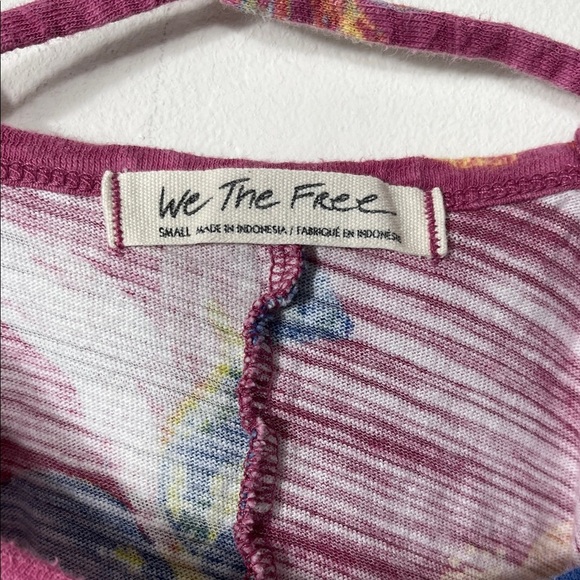 We The Free
SMALL MADE IN INDONESIA / FABRIQUÉ EN INDONESIE